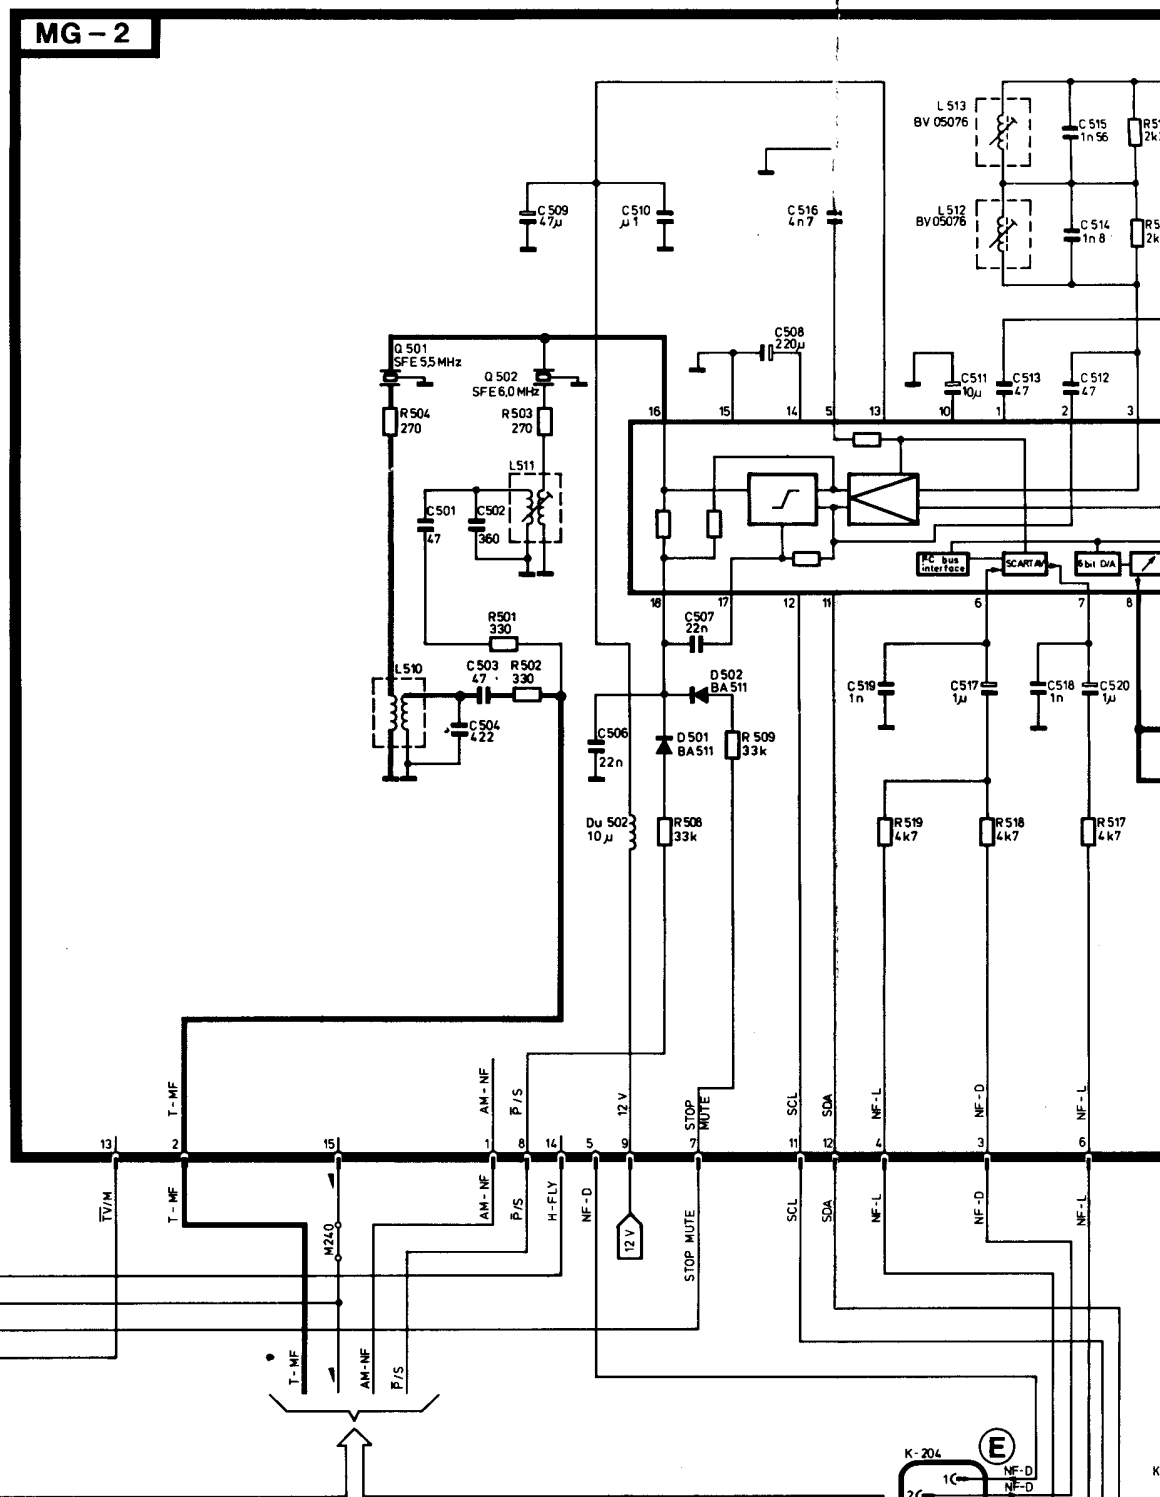 MG-2
L 513
BV 05076
C 515
1n 56
L 512
BV 05076
C 514
1n 8
C 509
47µ
C 510
µ1
C 516
4n7
C 508
220µ
Q 501
SFE 5,5 MHz
Q 502
SFE 6,0 MHz
R 504
270
R 503
270
C 511
10µ
C 513
47
C 512
47
16
15
14
5
13
10
1
2
3
L 511
C 501
47
C 502
360
I²C bus
interface
SCART AV
6 bit D/A
18
17
12
11
6
7
8
R 501
330
C 507
22n
L 510
C 503
47
R 502
330
C 504
422
D 502
BA 511
C 506
22n
D 501
BA 511
R 509
33k
C 519
1n
C 517
1µ
C 518
1n
C 520
1µ
Du 502
10µ
R 508
33k
R 519
4k7
R 518
4k7
R 517
4k7
T-MF
AM-NF
P̅/S
12 V
STOP
MUTE
SCL
SDA
NF-L
NF-D
NF-L
13
2
15
1
8
14
5
9
7
11
12
4
3
6
T̅V̅/M
T-MF
M240
AM-NF
P̅/S
H-FLY
NF-D
12 V
STOP MUTE
SCL
SDA
NF-L
NF-D
NF-L
T-MF
AM-NF
P̅/S
K-204
E
1
NF-D
2
NF-D
K